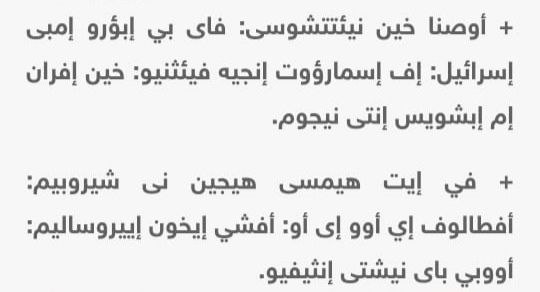 + أوصنا خين نيئتتشوسى: فاى بي إبؤرو إمبى
إسرائيل: إف إسمارؤوت إنجيه فيئثنيو: خين إفران
إم إبشويس إنتى نيجوم.
+ في إيت هيمسى هيجين نى شيروبيم:
أفطالوف إي أوو إى أو: أفشي إيخون إييروساليم:
أووبي باى نيشتى إنثيفيو.